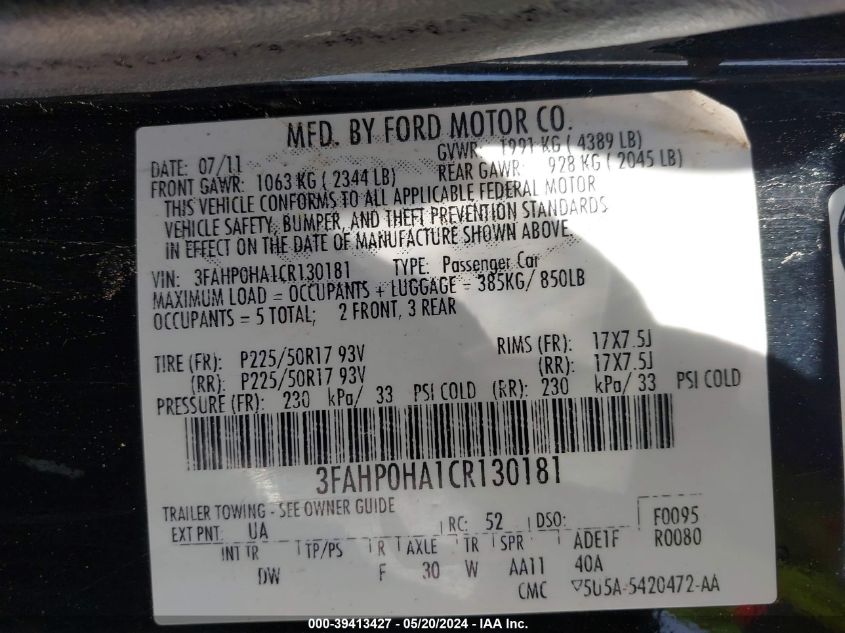 MFD. BY FORD MOTOR CO.
DATE: 07/11 GVWR: 1991 KG ( 4389 LB)
FRONT GAWR: 1063 KG ( 2344 LB) REAR GAWR: 928 KG ( 2045 LB)
THIS VEHICLE CONFORMS TO ALL APPLICABLE FEDERAL MOTOR
VEHICLE SAFETY, BUMPER, AND THEFT PREVENTION STANDARDS
IN EFFECT ON THE DATE OF MANUFACTURE SHOWN ABOVE.
VIN: 3FAHP0HA1CR130181 TYPE: Passenger Car
MAXIMUM LOAD = OCCUPANTS + LUGGAGE = 385KG/ 850LB
OCCUPANTS = 5 TOTAL; 2 FRONT, 3 REAR
TIRE (FR): P225/50R17 93V RIMS (FR): 17X7.5J
(RR): P225/50R17 93V (RR): 17X7.5J
PRESSURE (FR): 230 kPa/ 33 PSI COLD (RR): 230 kPa/ 33 PSI COLD
3FAHP0HA1CR130181
TRAILER TOWING - SEE OWNER GUIDE
EXT PNT: UA RC: 52 DSO: F0095
INT TR TP/PS R AXLE TR SPR ADE1F R0080
DW F 30 W AA11 40A
CMC ▽5U5A-5420472-AA
000-39413427 - 05/20/2024 - IAA Inc.